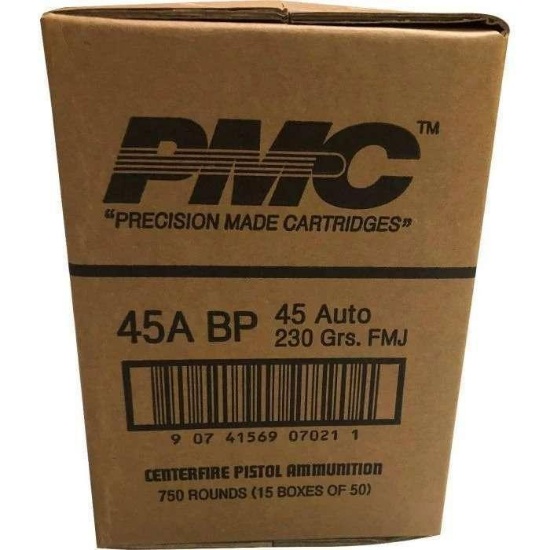 PMC™
"PRECISION MADE CARTRIDGES"
45A BP 45 Auto
230 Grs. FMJ
9 07 41569 07021 1
CENTERFIRE PISTOL AMMUNITION
750 ROUNDS (15 BOXES OF 50)